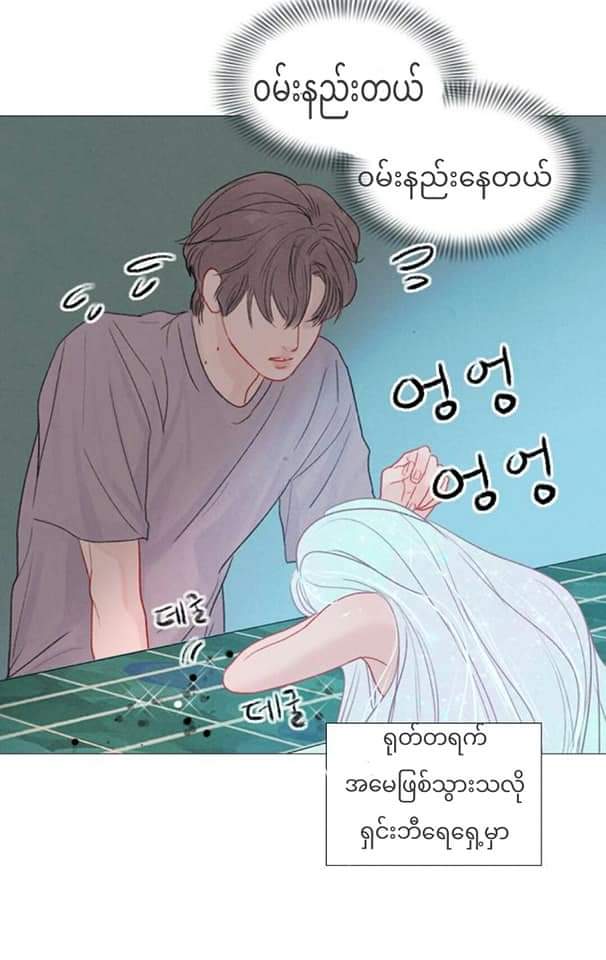 ဝမ်းနည်းတယ်
ဝမ်းနည်းနေတယ်
엉엉
엉엉
데굴
데굴
ရုတ်တရက်
အမေဖြစ်သွားသလို
ရှင်းဘီရေရှေ့မှာ